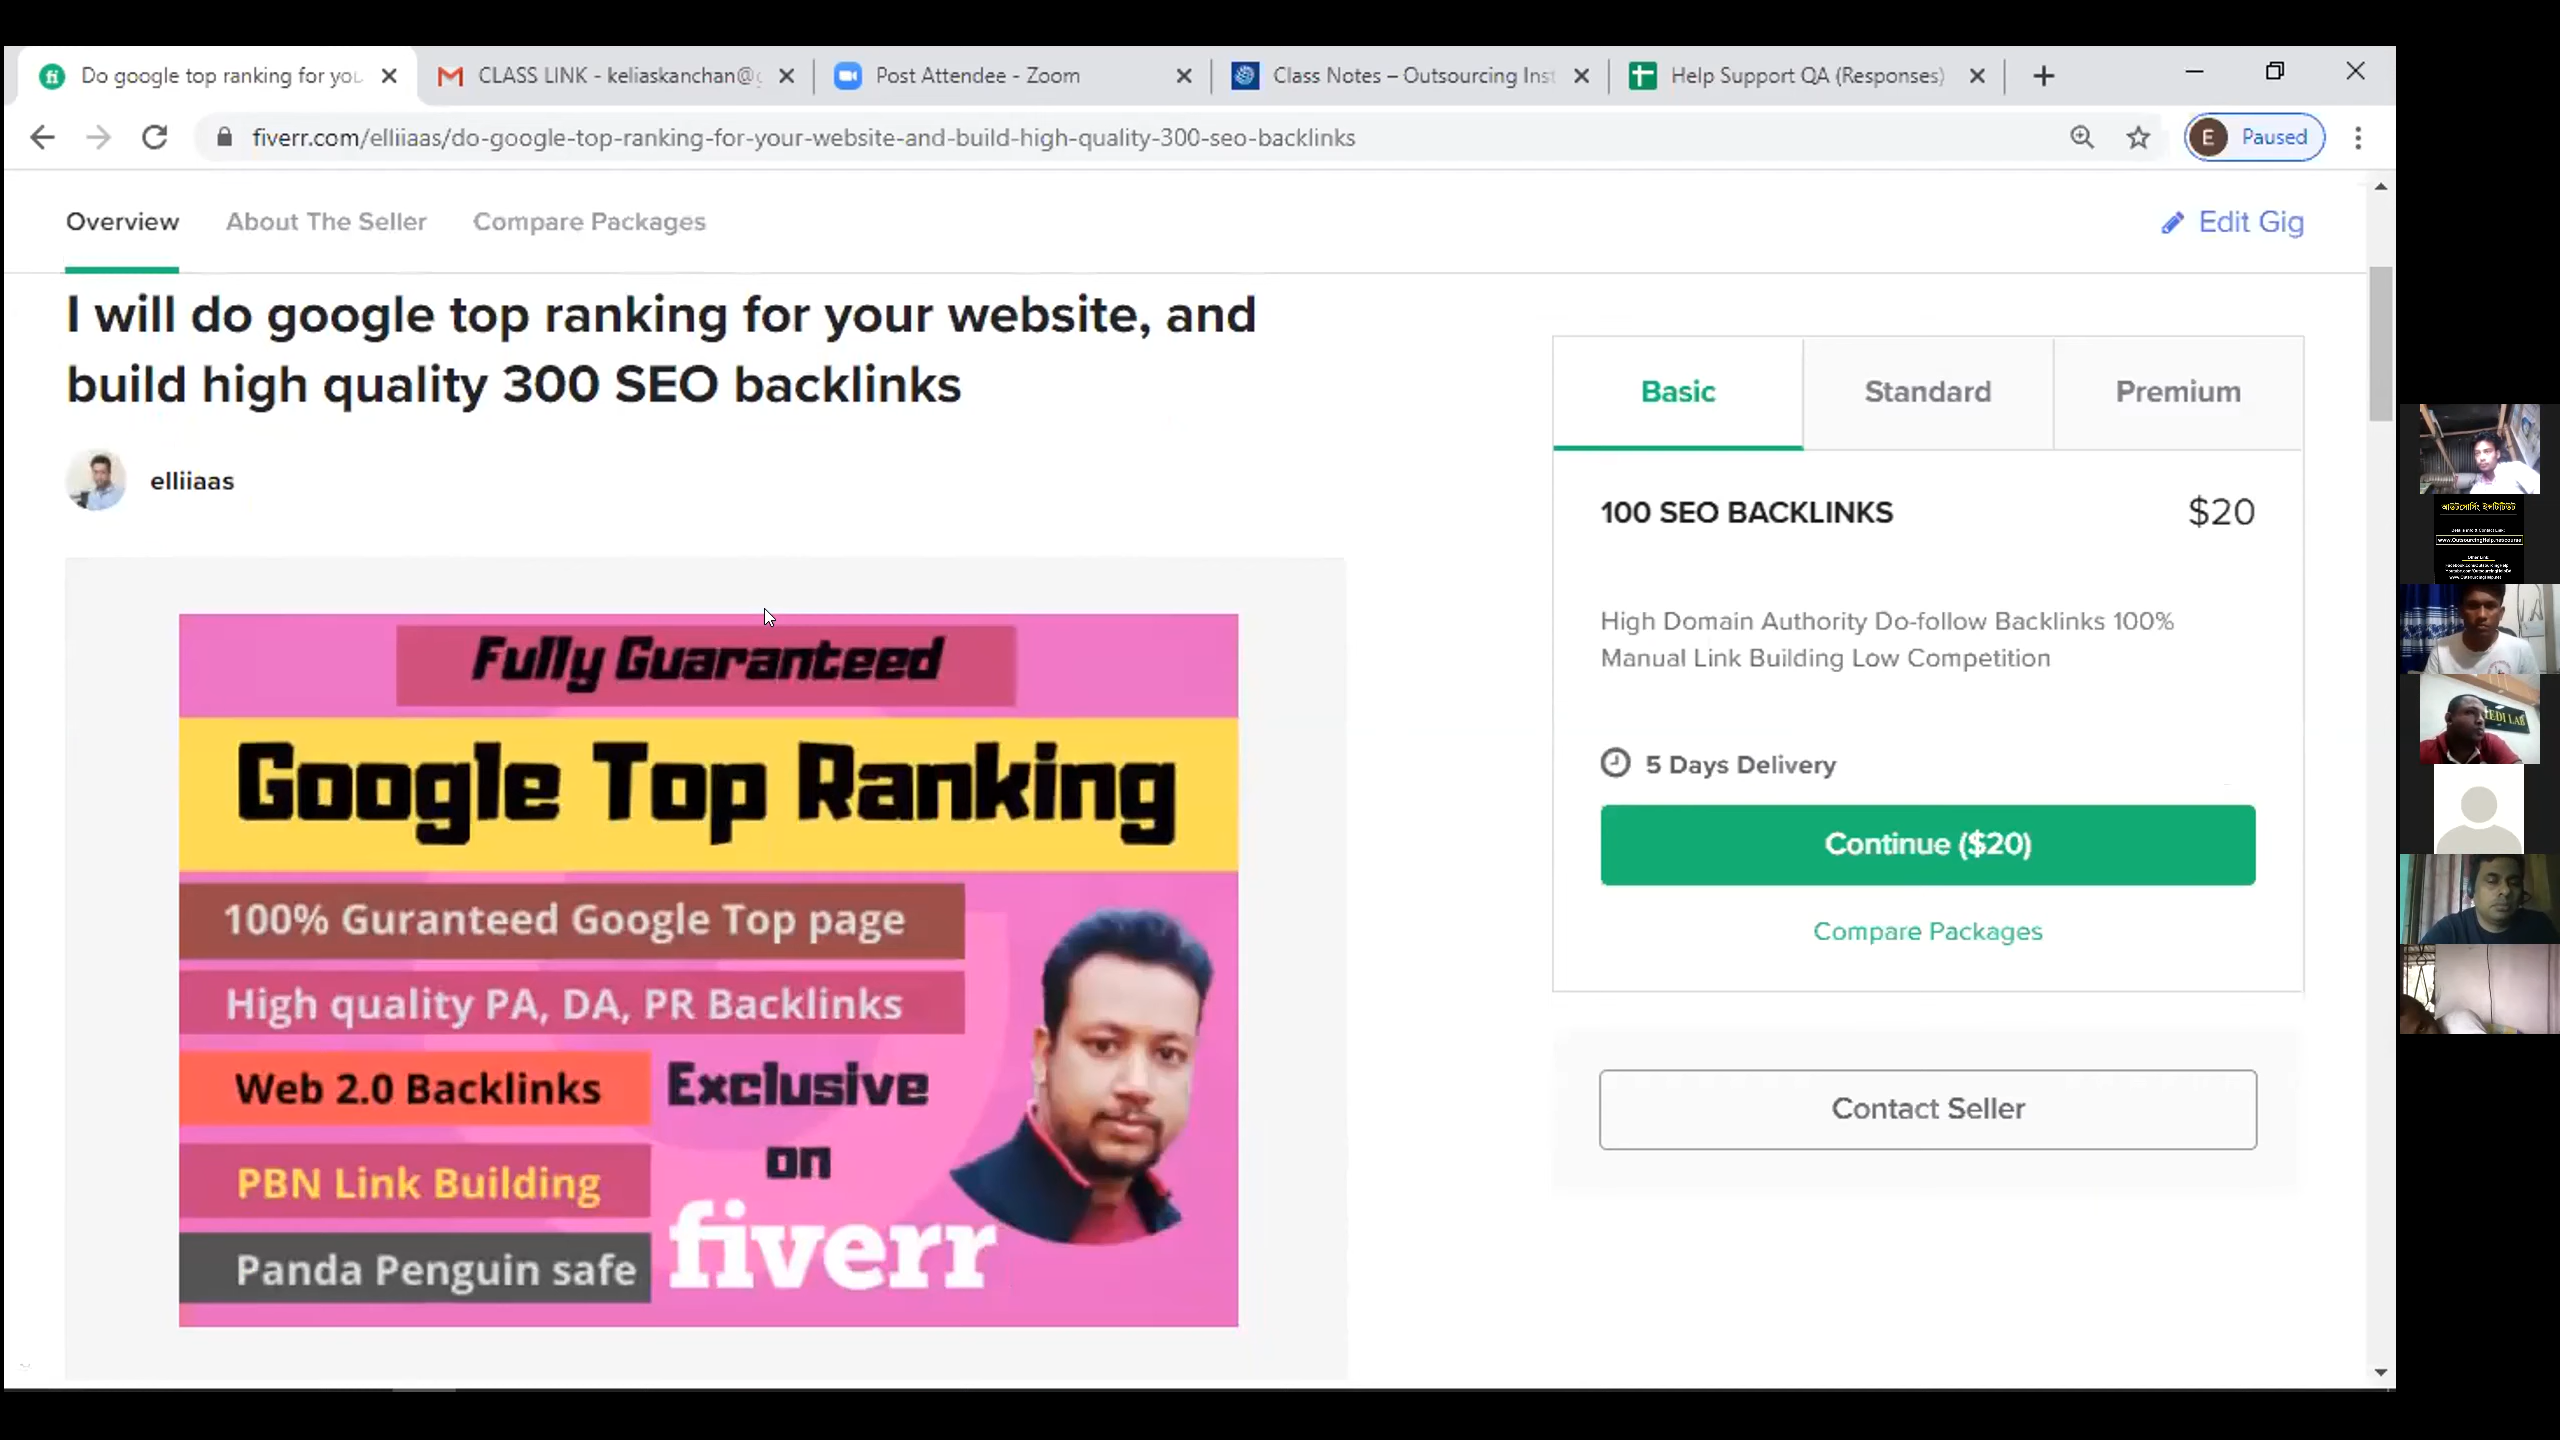 Do google top ranking for you
CLASS LINK - keliaskanchan@g
Post Attendee - Zoom
Class Notes – Outsourcing Inst
Help Support QA (Responses)
fiverr.com/elliiaas/do-google-top-ranking-for-your-website-and-build-high-quality-300-seo-backlinks
E
Paused
Overview
About The Seller
Compare Packages
Edit Gig
I will do google top ranking for your website, and
build high quality 300 SEO backlinks
elliiaas
Fully Guaranteed
Google Top Ranking
100% Guranteed Google Top page
High quality PA, DA, PR Backlinks
Web 2.0 Backlinks
PBN Link Building
Panda Penguin safe
Exclusive
on
fiverr
Basic
Standard
Premium
100 SEO BACKLINKS
$20
High Domain Authority Do-follow Backlinks 100%
Manual Link Building Low Competition
5 Days Delivery
Continue ($20)
Compare Packages
Contact Seller
EDI LAB